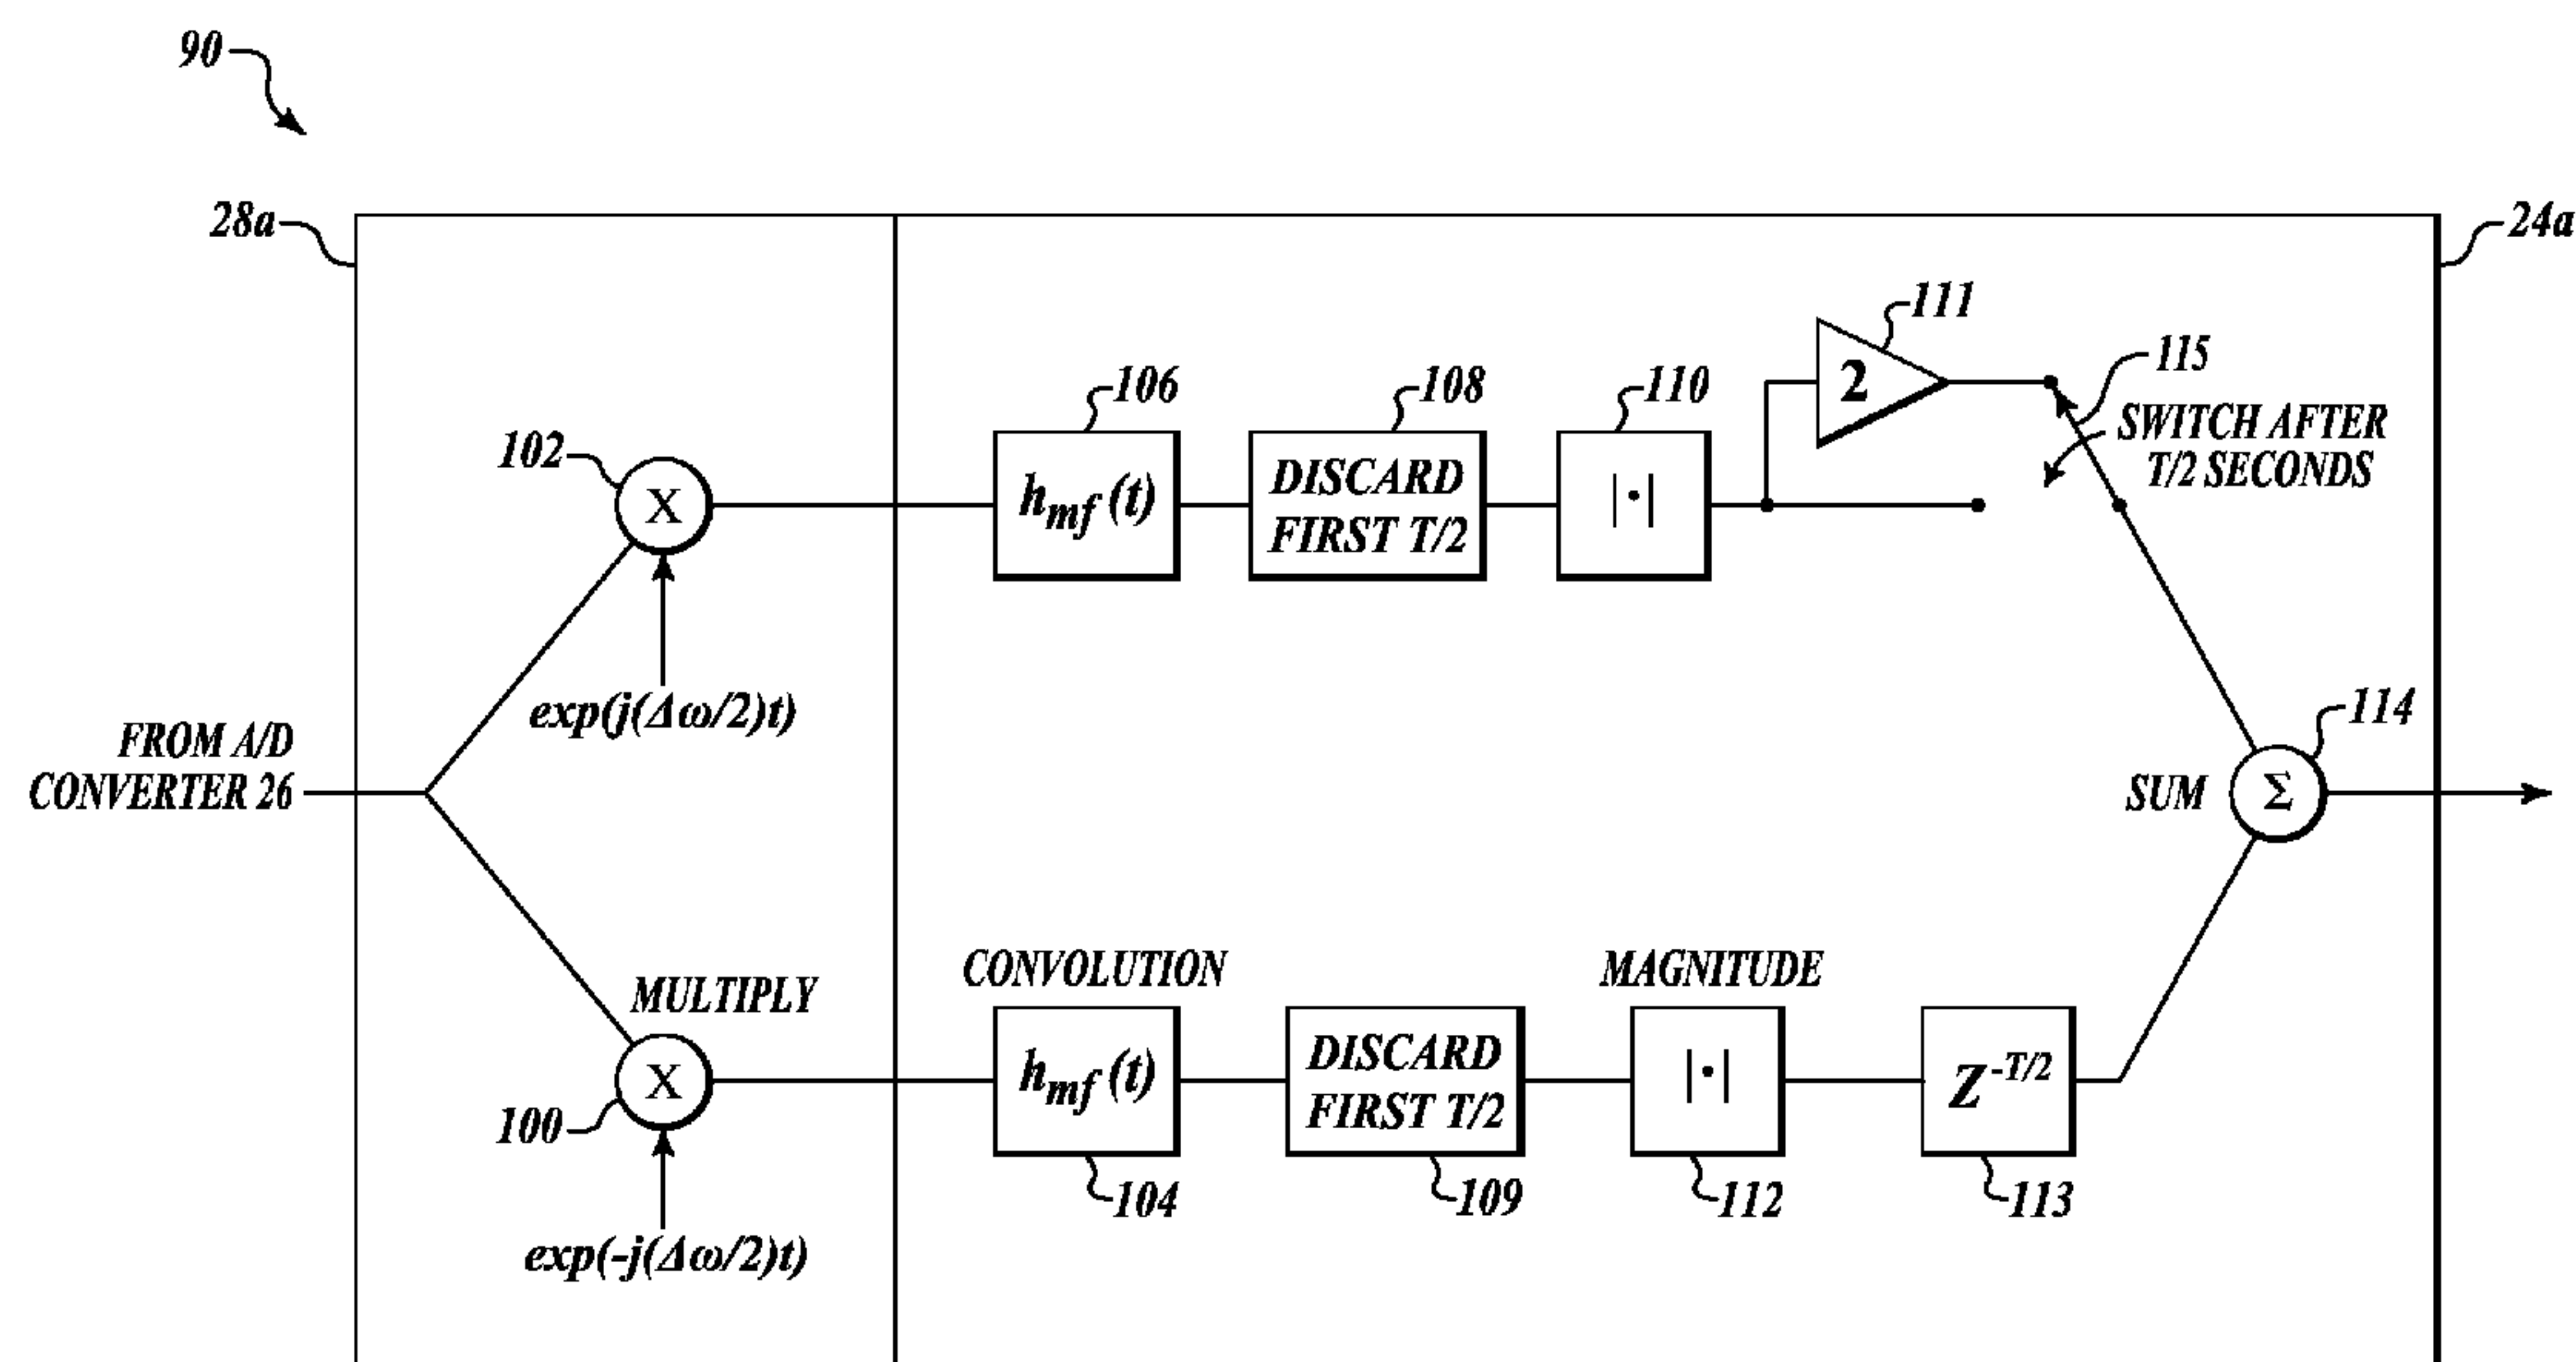 90
28a
24a
111
115
106
108
110
2
SWITCH AFTER
T/2 SECONDS
102
X
h_mf(t)
DISCARD
FIRST T/2
|·|
exp(j(Δω/2)t)
114
FROM A/D
CONVERTER 26
SUM
Σ
MULTIPLY
CONVOLUTION
MAGNITUDE
X
h_mf(t)
DISCARD
FIRST T/2
|·|
Z^-T/2
100
104
109
112
113
exp(-j(Δω/2)t)